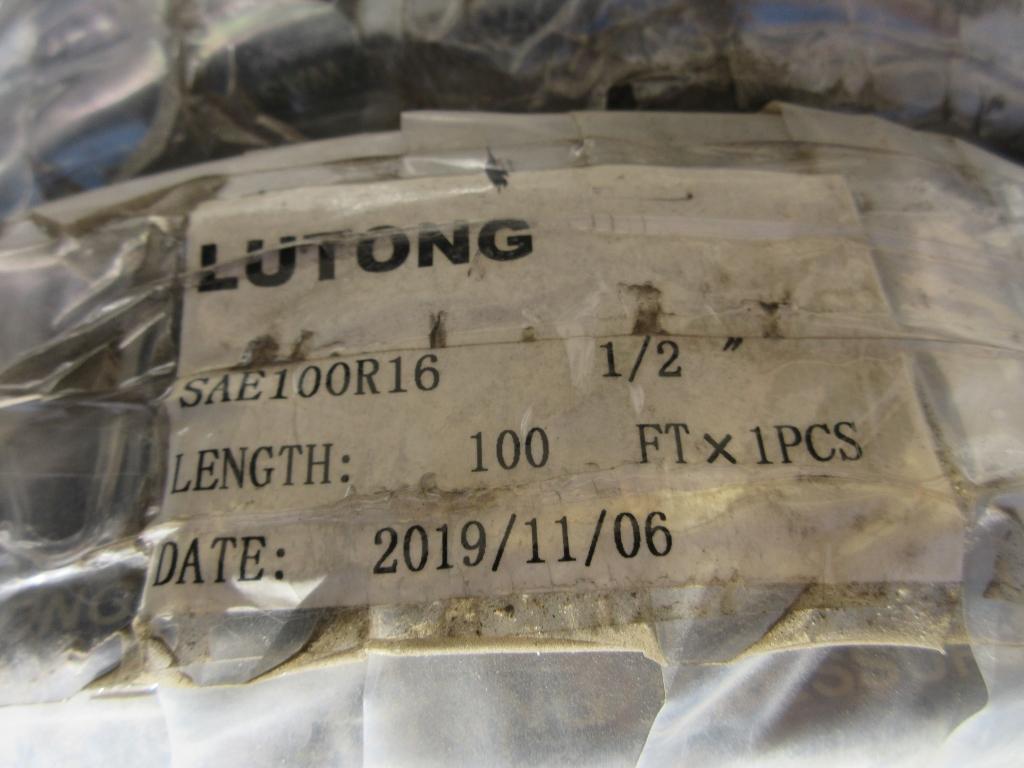 LUTONG
SAE100R16 1/2 "
LENGTH: 100 FT×1PCS
DATE: 2019/11/06